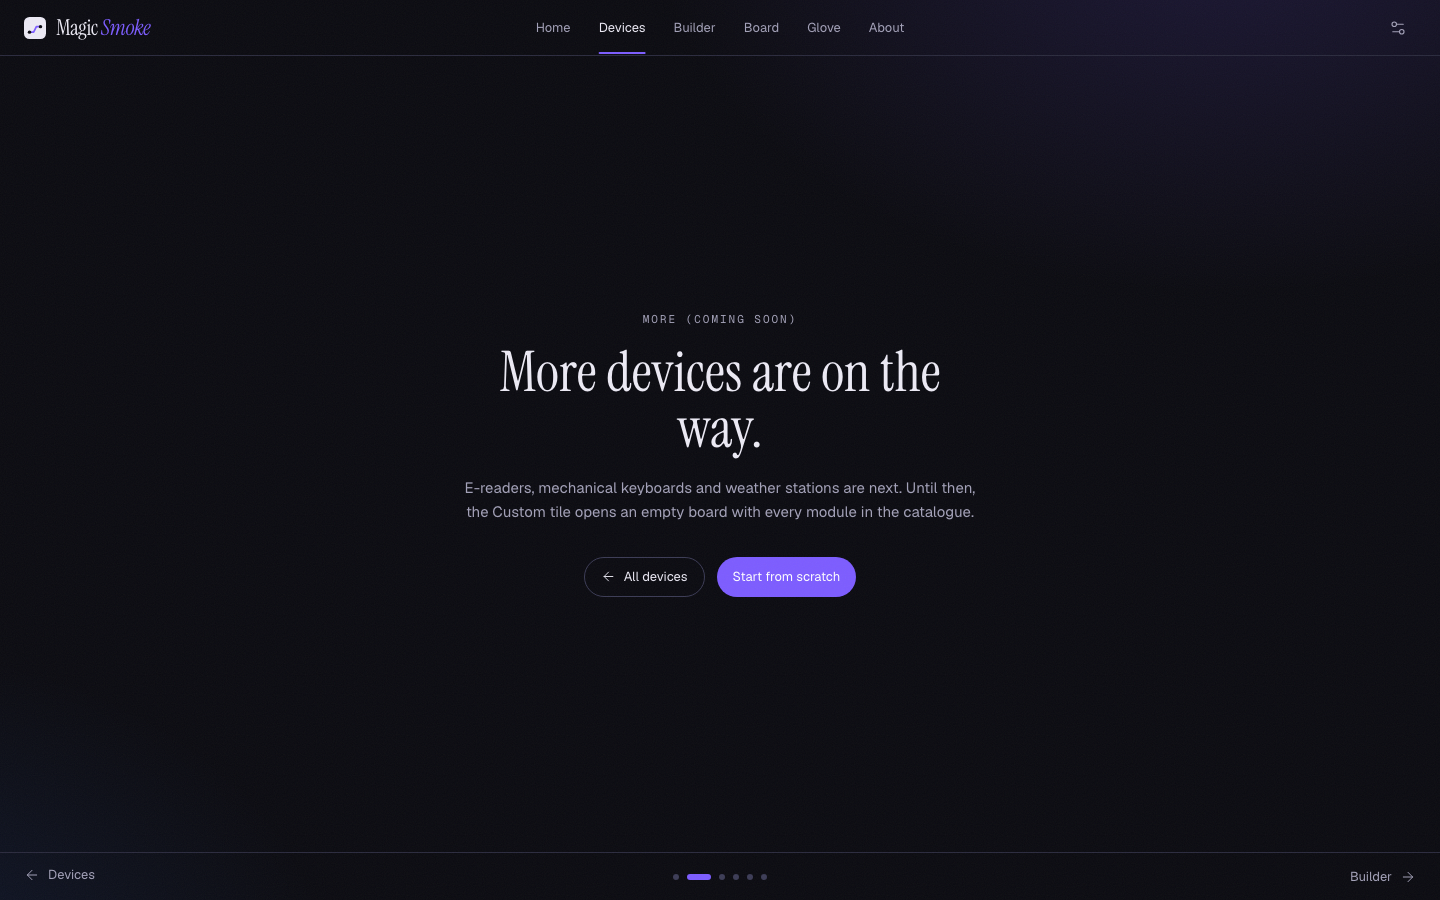 Magic Smoke
Home
Devices
Builder
Board
Glove
About
MORE (COMING SOON)
More devices are on the
way.
E-readers, mechanical keyboards and weather stations are next. Until then,
the Custom tile opens an empty board with every module in the catalogue.
← All devices
Start from scratch
← Devices
Builder →